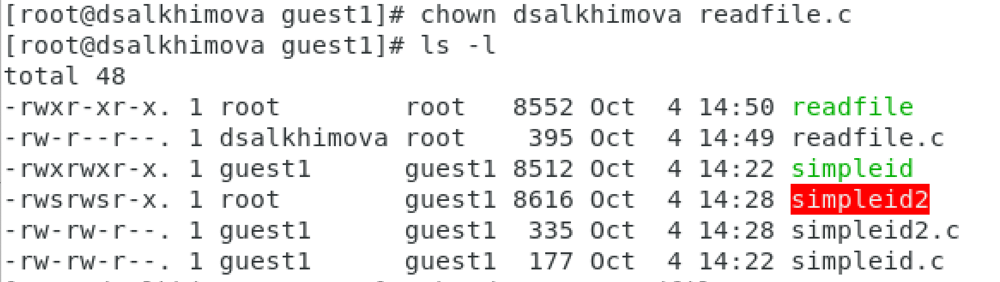 [root@dsalkhimova guest1]# chown dsalkhimova readfile.c
[root@dsalkhimova guest1]# ls -l
total 48
-rwxr-xr-x. 1 root        root   8552 Oct  4 14:50 readfile
-rw-r--r--. 1 dsalkhimova root    395 Oct  4 14:49 readfile.c
-rwxrwxr-x. 1 guest1      guest1 8512 Oct  4 14:22 simpleid
-rwsrwsr-x. 1 root        guest1 8616 Oct  4 14:28 simpleid2
-rw-rw-r--. 1 guest1      guest1  335 Oct  4 14:28 simpleid2.c
-rw-rw-r--. 1 guest1      guest1  177 Oct  4 14:22 simpleid.c